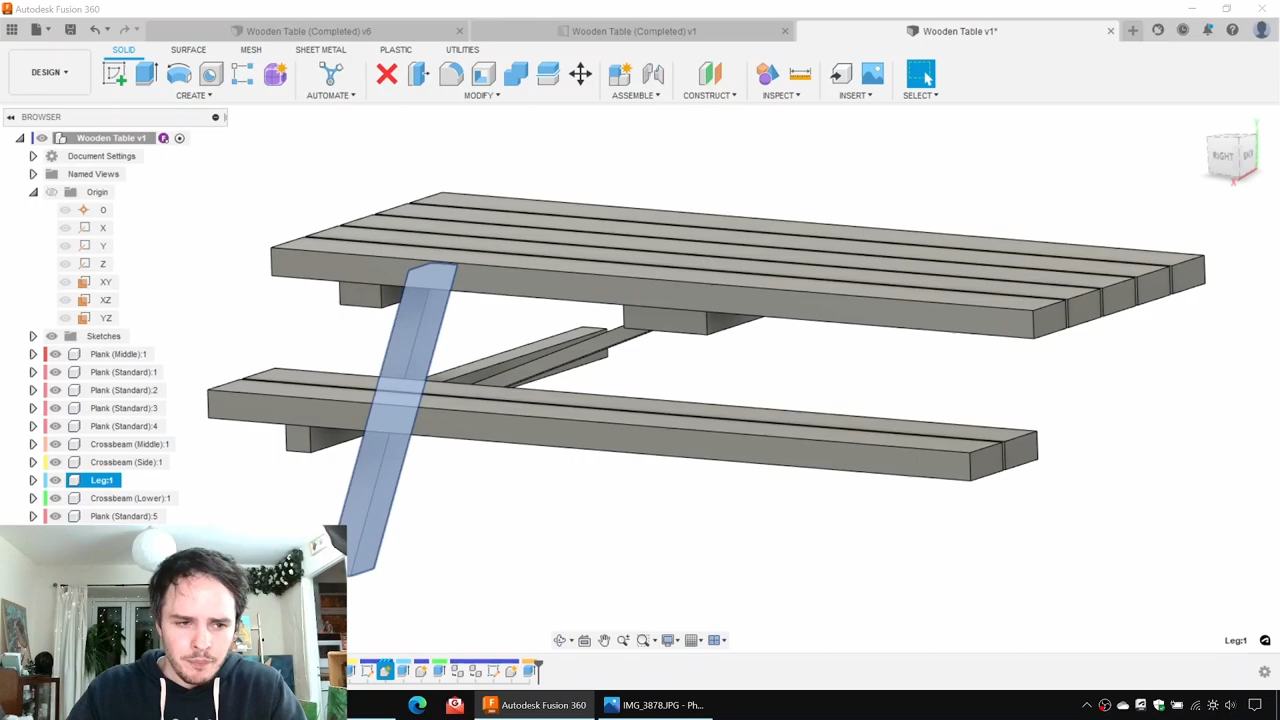 Autodesk Fusion 360
Wooden Table (Completed) v6
Wooden Table (Completed) v1
Wooden Table v1*
SOLID SURFACE MESH SHEET METAL PLASTIC UTILITIES
DESIGN
CREATE AUTOMATE MODIFY ASSEMBLE CONSTRUCT INSPECT INSERT SELECT
BROWSER
Wooden Table v1
Document Settings
Named Views
Origin
O
X
Y
Z
XY
XZ
YZ
Sketches
Plank (Middle):1
Plank (Standard):1
Plank (Standard):2
Plank (Standard):3
Plank (Standard):4
Crossbeam (Middle):1
Crossbeam (Side):1
Leg:1
Crossbeam (Lower):1
Plank (Standard):5
RIGHT
BACK
Y
X
Leg:1
Autodesk Fusion 360
IMG_3878.JPG - Ph...